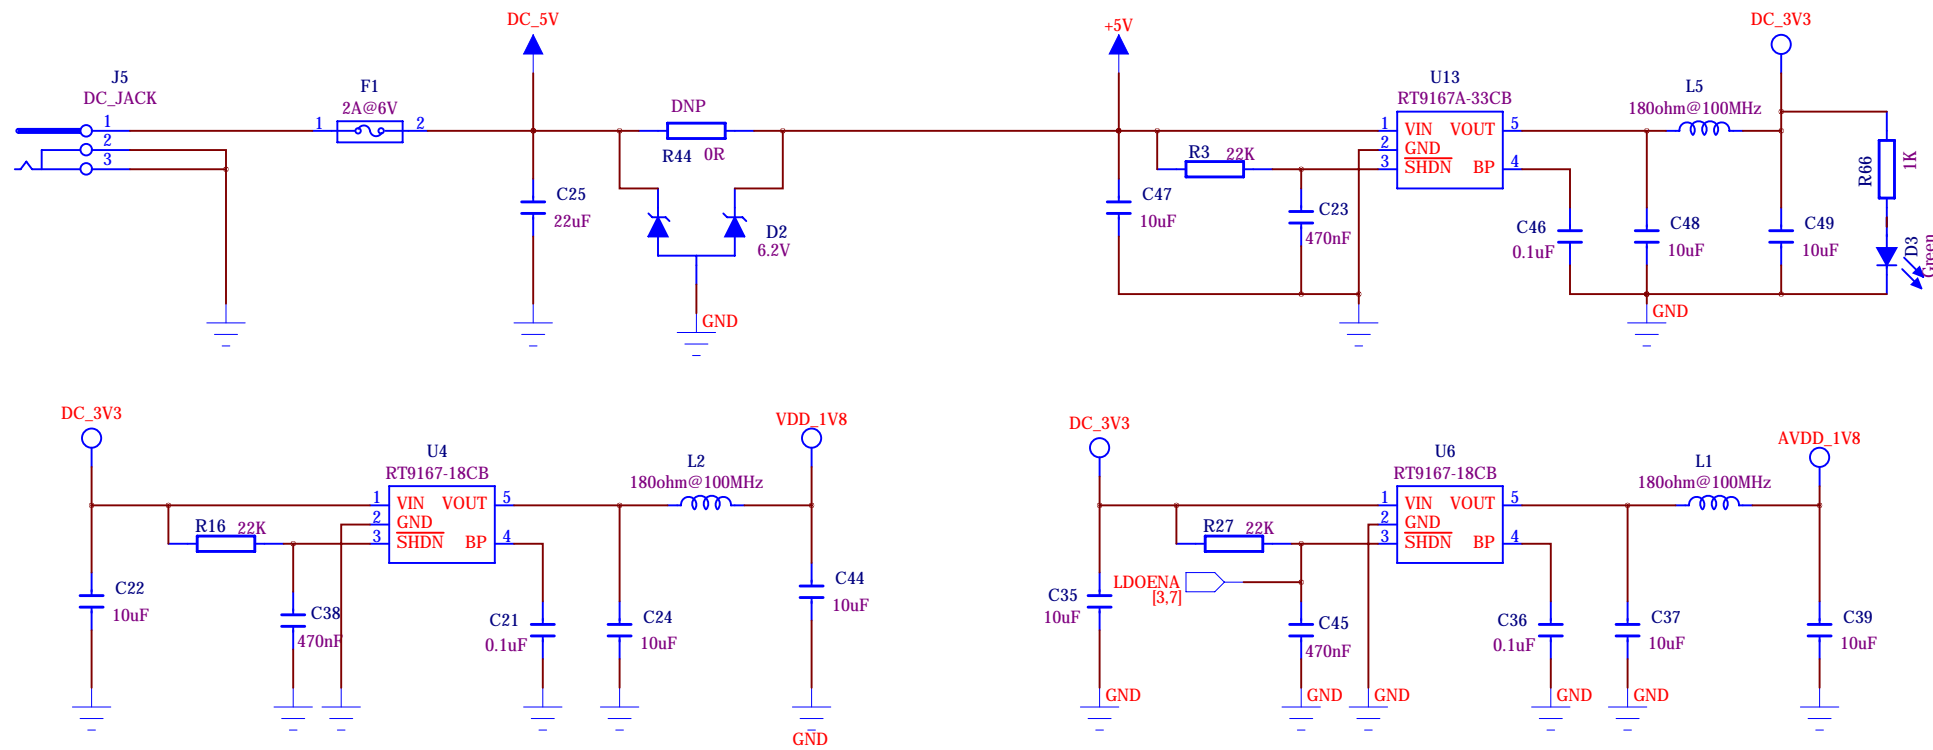 DC_5V
+5V
DC_3V3
J5
DC_JACK
1
2
3
F1
2A@6V
1
2
DNP
R44
0R
C25
22uF
D2
6.2V
GND
C47
10uF
R3
22K
C23
470nF
U13
RT9167A-33CB
1
VIN
VOUT
5
2
GND
3
SHDN
BP
4
L5
180ohm@100MHz
C46
0.1uF
C48
10uF
C49
10uF
R66
1K
D3
Green
GND
DC_3V3
VDD_1V8
U4
RT9167-18CB
1
VIN
VOUT
5
2
GND
3
SHDN
BP
4
L2
180ohm@100MHz
R16
22K
C22
10uF
C38
470nF
C21
0.1uF
C24
10uF
C44
10uF
GND
DC_3V3
AVDD_1V8
U6
RT9167-18CB
1
VIN
VOUT
5
2
GND
3
SHDN
BP
4
L1
180ohm@100MHz
R27
22K
LDOENA
[3,7]
C35
10uF
C45
470nF
C36
0.1uF
C37
10uF
C39
10uF
GND
GND
GND
GND
GND